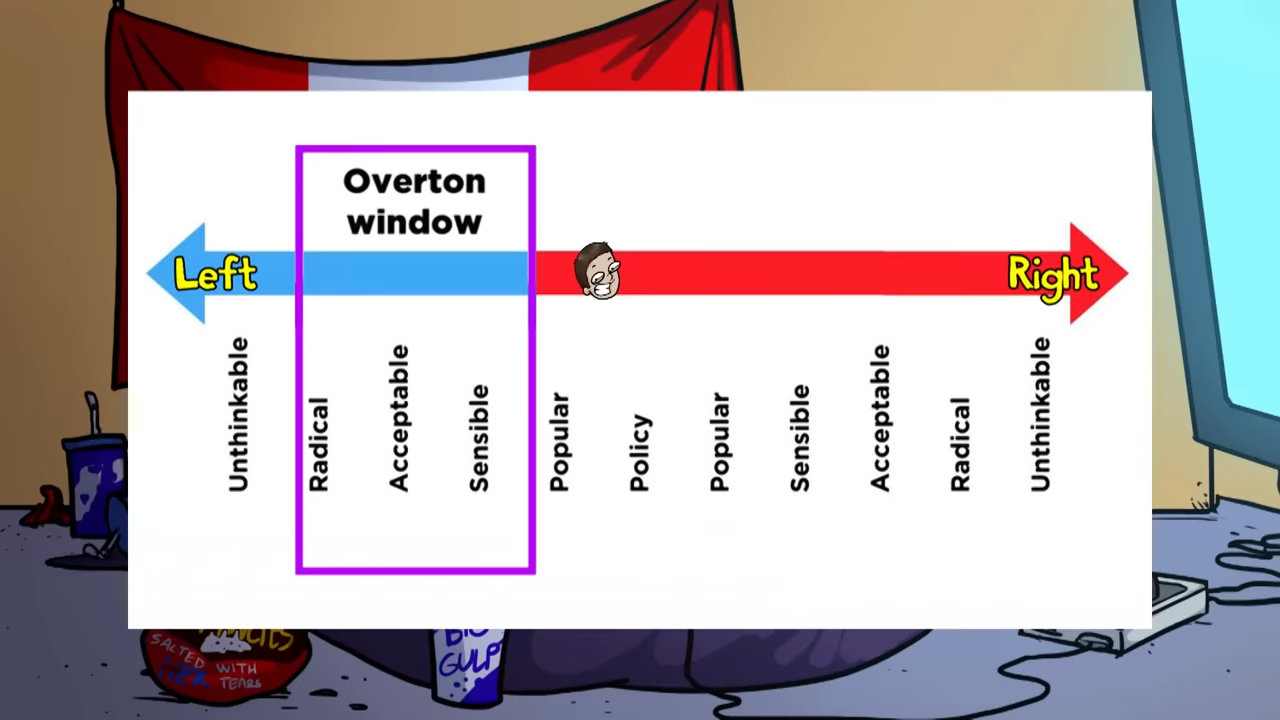 Overton
window
Left
Right
Unthinkable
Radical
Acceptable
Sensible
Popular
Policy
Popular
Sensible
Acceptable
Radical
Unthinkable
SALTED WITH
TEARS
GULP